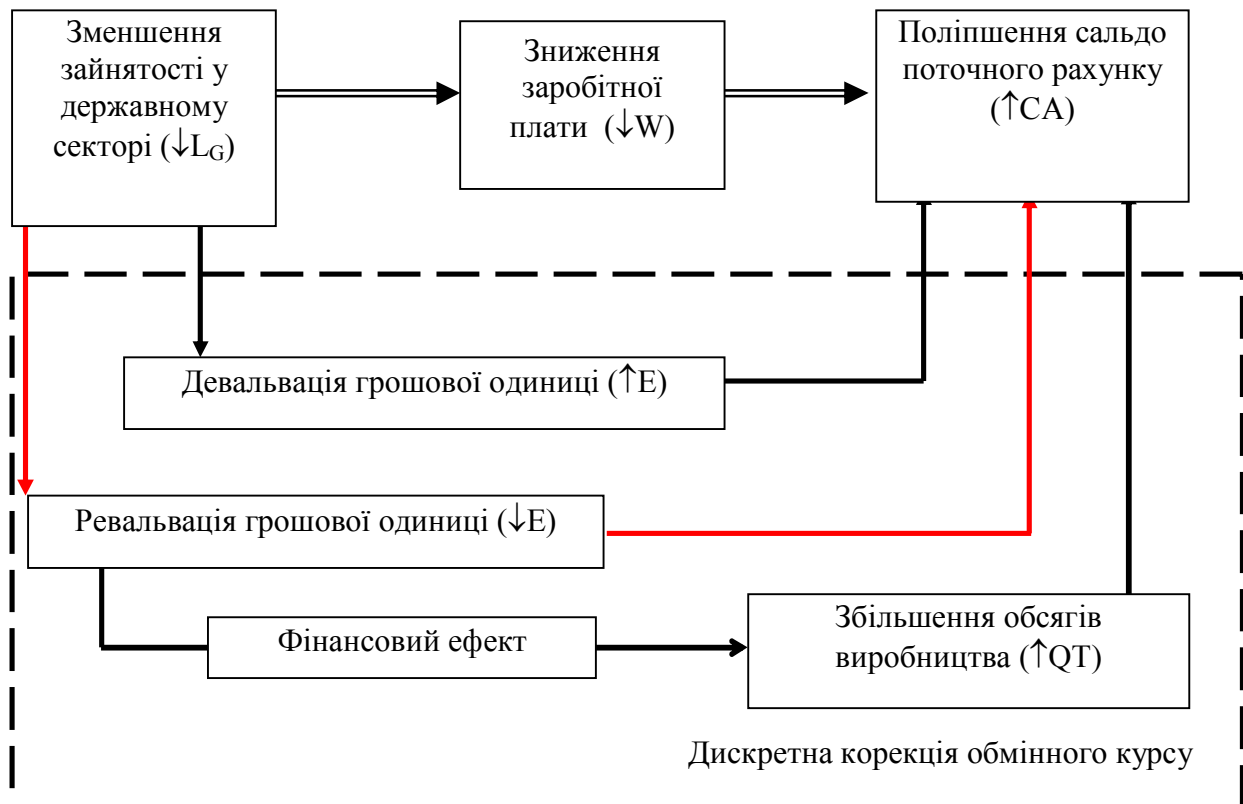 Зменшення
зайнятості у
державному
секторі (↓L_G)
Зниження
заробітної
плати (↓W)
Поліпшення сальдо
поточного рахунку
(↑CA)
Девальвація грошової одиниці (↑E)
Ревальвація грошової одиниці (↓E)
Фінансовий ефект
Збільшення обсягів
виробництва (↑QT)
Дискретна корекція обмінного курсу